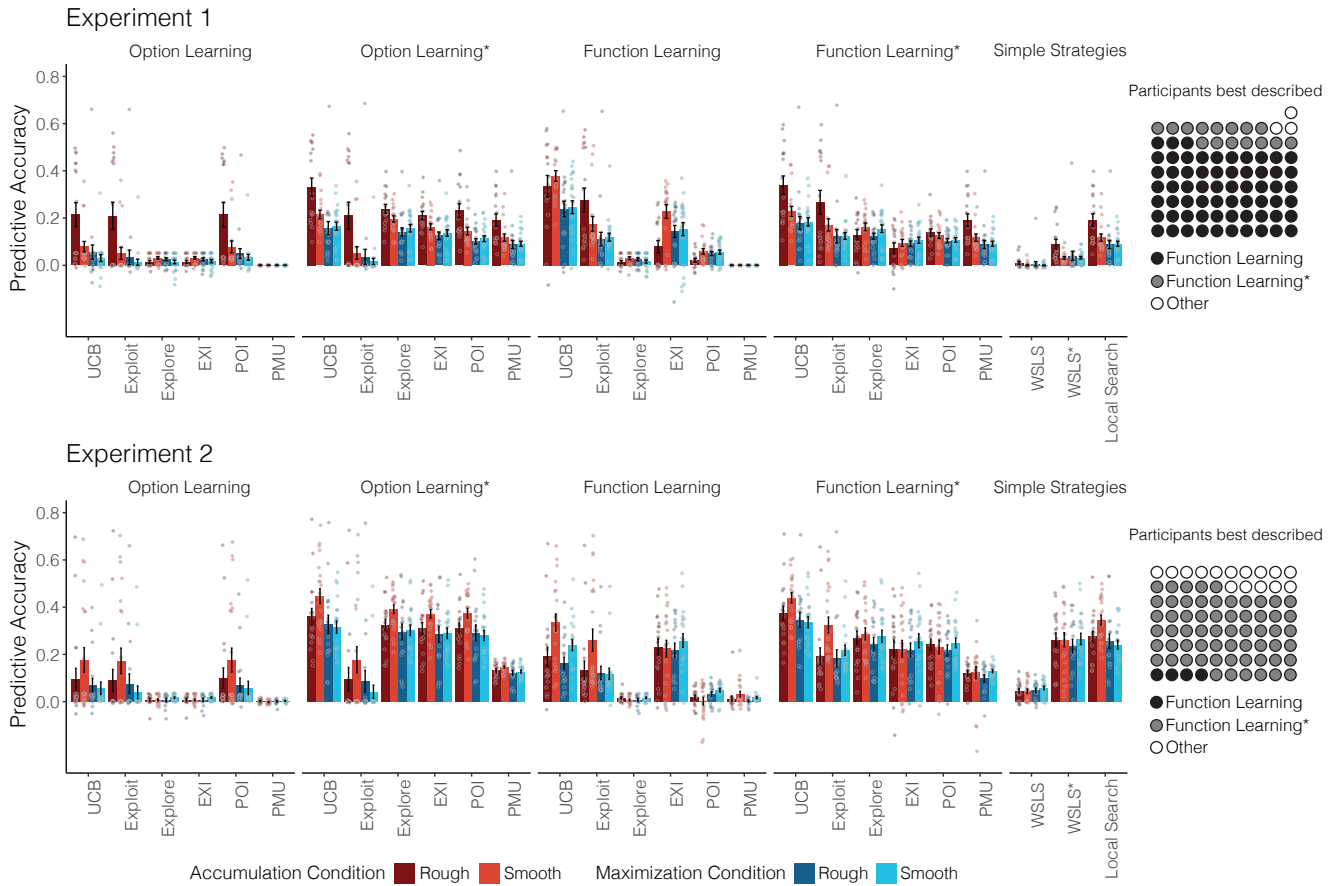 Experiment 1
Option Learning
Option Learning*
Function Learning
Function Learning*
Simple Strategies
Predictive Accuracy
0.8
0.6
0.4
0.2
0.0
UCB
Exploit
Explore
EXI
POI
PMU
UCB
Exploit
Explore
EXI
POI
PMU
UCB
Exploit
Explore
EXI
POI
PMU
UCB
Exploit
Explore
EXI
POI
PMU
WSLS
WSLS*
Local Search
Participants best described
Function Learning
Function Learning*
Other
Experiment 2
Option Learning
Option Learning*
Function Learning
Function Learning*
Simple Strategies
Predictive Accuracy
0.8
0.6
0.4
0.2
0.0
UCB
Exploit
Explore
EXI
POI
PMU
UCB
Exploit
Explore
EXI
POI
PMU
UCB
Exploit
Explore
EXI
POI
PMU
UCB
Exploit
Explore
EXI
POI
PMU
WSLS
WSLS*
Local Search
Participants best described
Function Learning
Function Learning*
Other
Accumulation Condition Rough Smooth Maximization Condition Rough Smooth